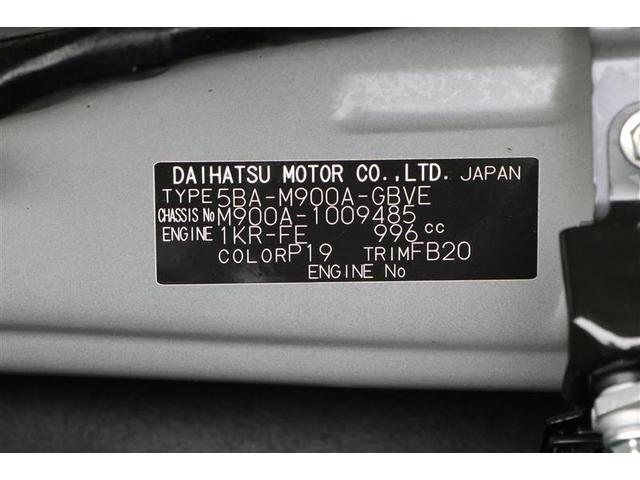 DAIHATSU MOTOR CO.,LTD. JAPAN
TYPE 5BA-M900A-GBVE
CHASSIS No M900A-1009485
ENGINE 1KR-FE 996 cc
COLOR P19 TRIM FB20
ENGINE No